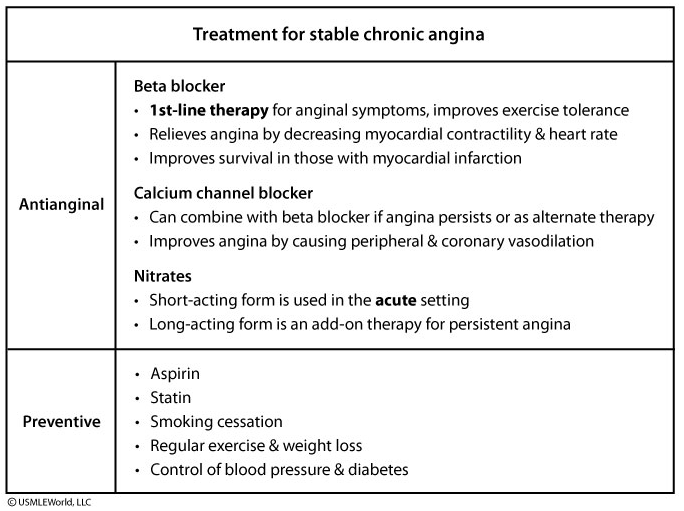 Treatment for stable chronic angina
Antianginal
Beta blocker
• 1st-line therapy for anginal symptoms, improves exercise tolerance
• Relieves angina by decreasing myocardial contractility & heart rate
• Improves survival in those with myocardial infarction
Calcium channel blocker
• Can combine with beta blocker if angina persists or as alternate therapy
• Improves angina by causing peripheral & coronary vasodilation
Nitrates
• Short-acting form is used in the acute setting
• Long-acting form is an add-on therapy for persistent angina
Preventive
• Aspirin
• Statin
• Smoking cessation
• Regular exercise & weight loss
• Control of blood pressure & diabetes
© USMLEWorld, LLC